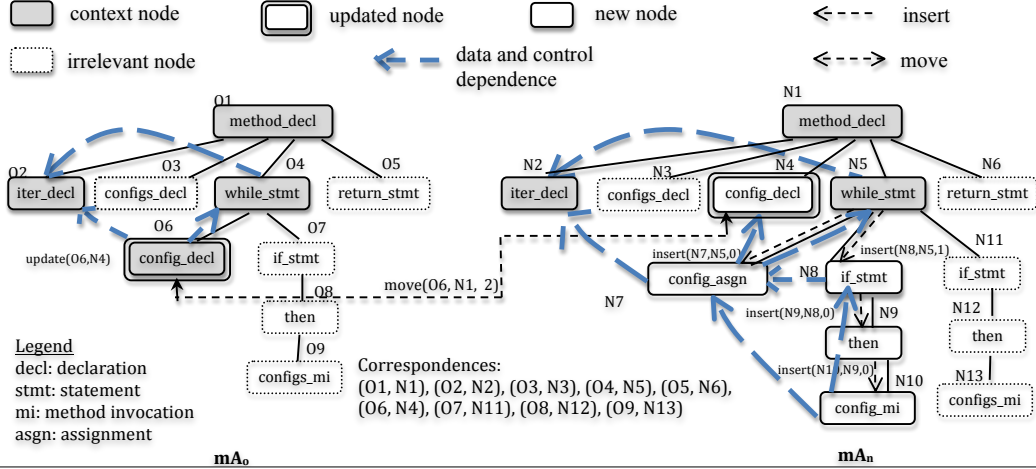 context node
updated node
new node
insert
irrelevant node
data and control
dependence
move
O1
method_decl
O2
O3
O4
O5
iter_decl
configs_decl
while_stmt
return_stmt
O6
O7
config_decl
if_stmt
update(O6,N4)
move(O6, N1, 2)
O8
then
O9
configs_mi
Legend
decl: declaration
stmt: statement
mi: method invocation
asgn: assignment
Correspondences:
(O1, N1), (O2, N2), (O3, N3), (O4, N5), (O5, N6),
(O6, N4), (O7, N11), (O8, N12), (O9, N13)
mAo
N1
method_decl
N2
N3
N4
N5
N6
iter_decl
configs_decl
config_decl
while_stmt
return_stmt
insert(N7,N5,0)
insert(N8,N5,1)
N11
config_asgn
N8
if_stmt
if_stmt
N7
insert(N9,N8,0)
N9
N12
then
then
insert(N10,N9,0)
N10
N13
config_mi
configs_mi
mAn